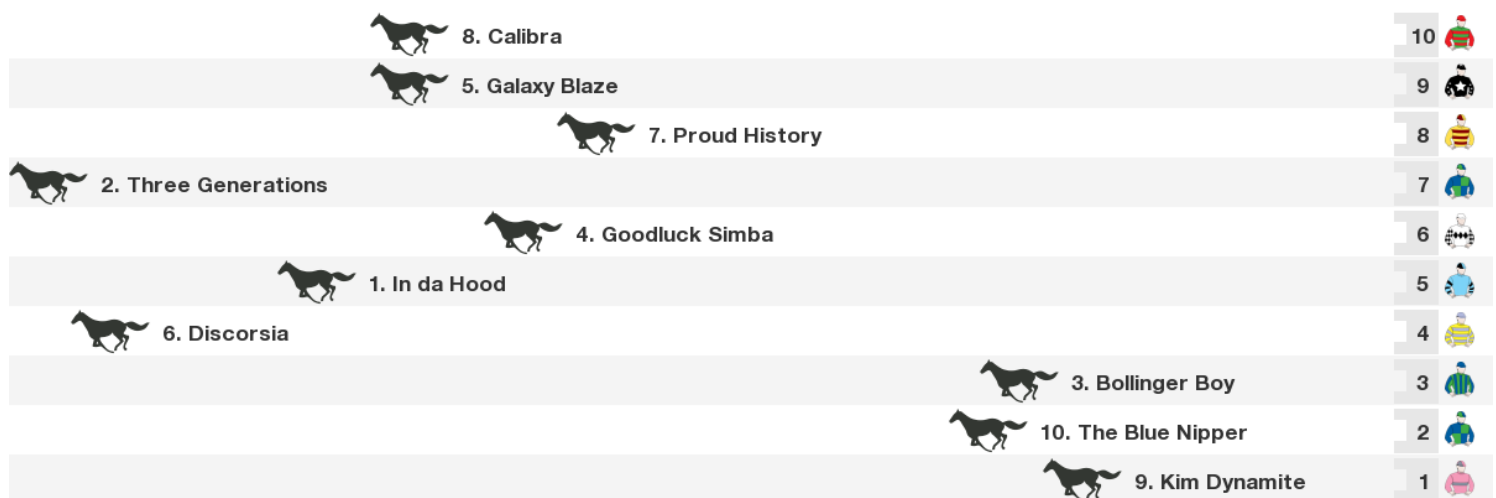 8. Calibra 10
5. Galaxy Blaze 9
7. Proud History 8
2. Three Generations 7
4. Goodluck Simba 6
1. In da Hood 5
6. Discorsia 4
3. Bollinger Boy 3
10. The Blue Nipper 2
9. Kim Dynamite 1